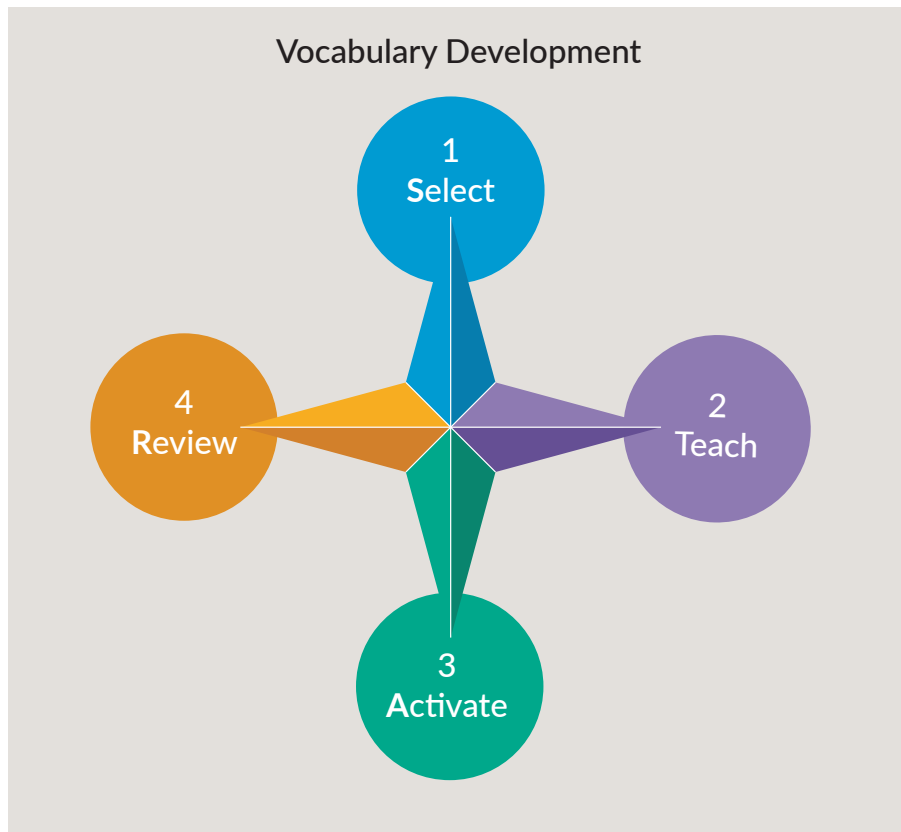 Vocabulary Development
1
Select
2
Teach
3
Activate
4
Review